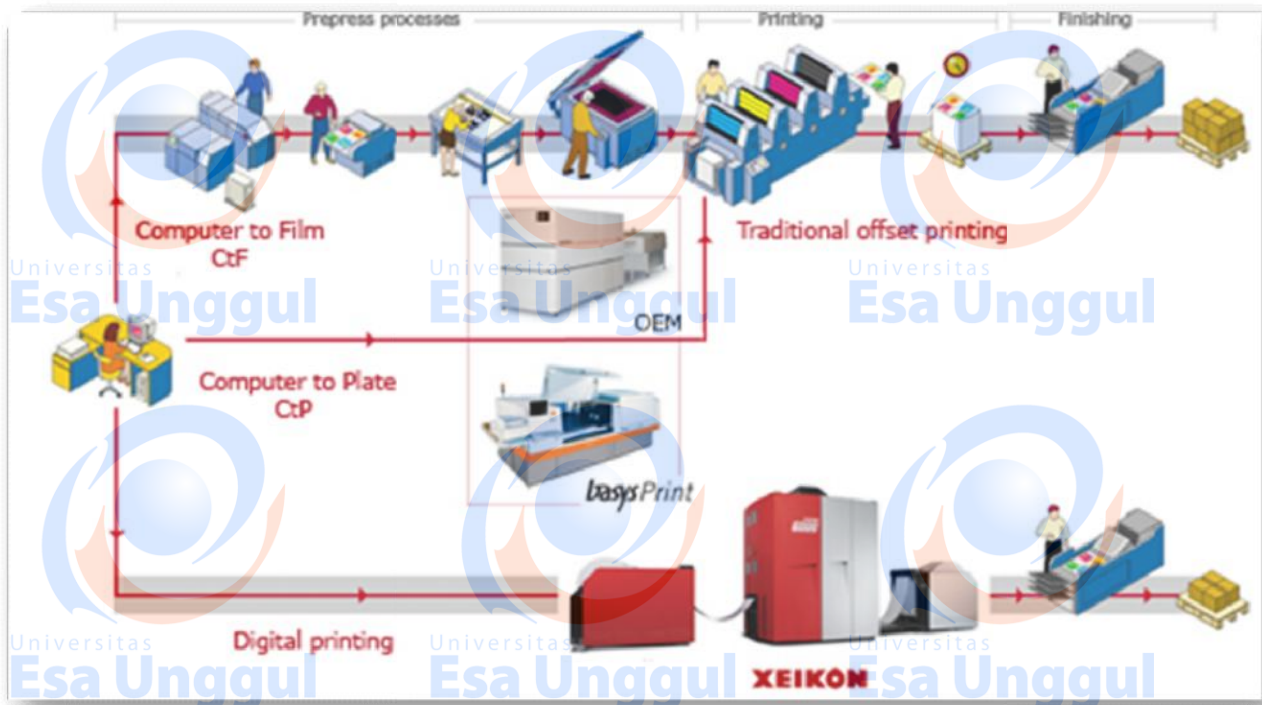 Prepress processes
Printing
Finishing
Computer to Film
CtF
Traditional offset printing
OEM
Computer to Plate
CtP
basysPrint
Digital printing
XEIKON
Universitas
Esa Unggul
Universitas
Esa Unggul
Universitas
Esa Unggul
Universitas
Esa Unggul
Universitas
Esa Unggul
Universitas
Esa Unggul